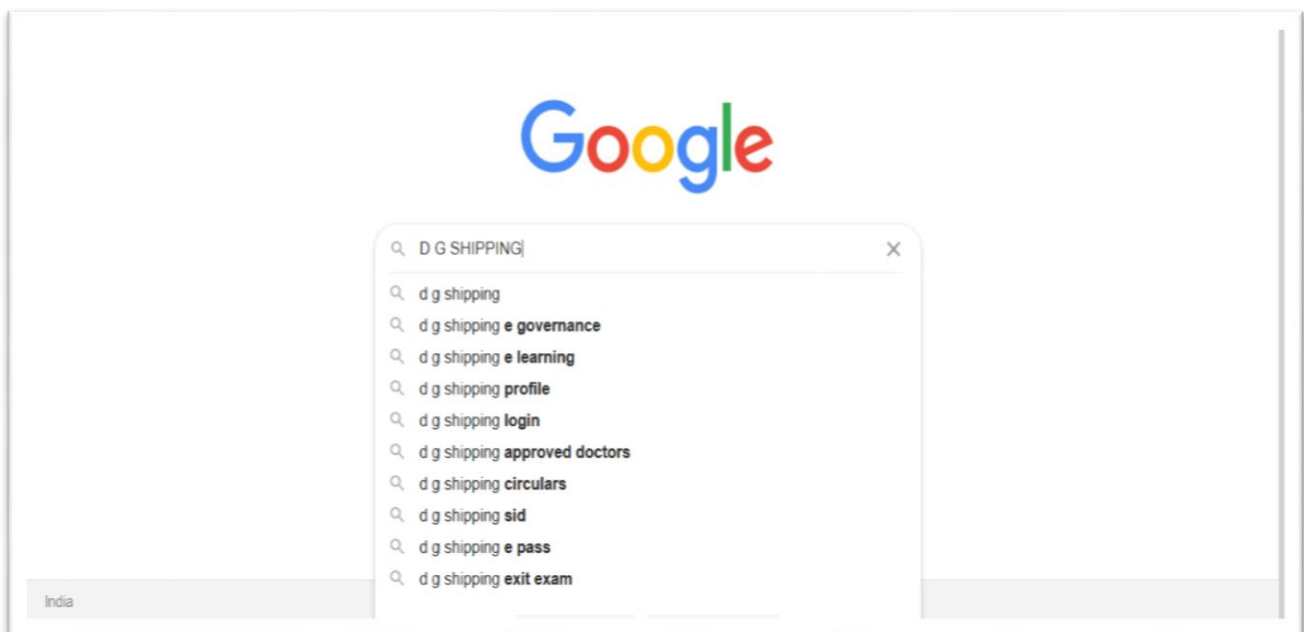 Google
D G SHIPPING
d g shipping
d g shipping e governance
d g shipping e learning
d g shipping profile
d g shipping login
d g shipping approved doctors
d g shipping circulars
d g shipping sid
d g shipping e pass
d g shipping exit exam
India